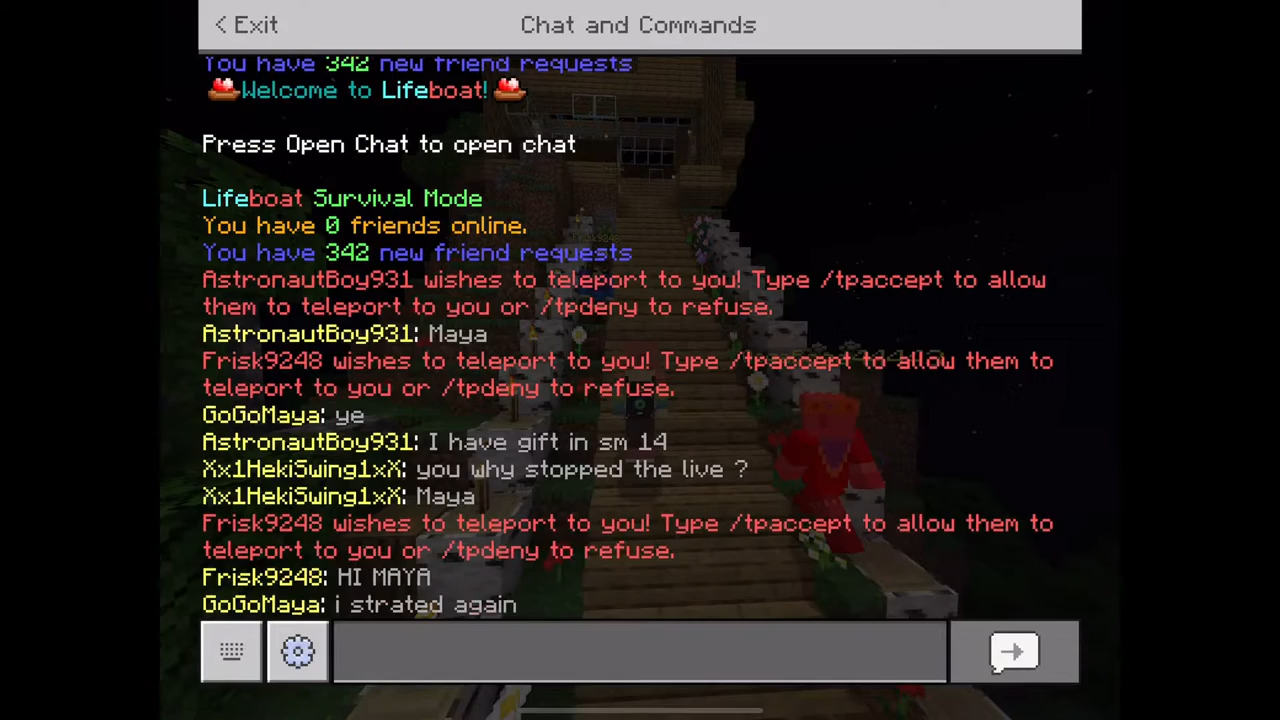 Exit
Chat and Commands
You have 342 new friend requests
Welcome to Lifeboat!
Press Open Chat to open chat
Lifeboat Survival Mode
You have 0 friends online.
You have 342 new friend requests
AstronautBoy931 wishes to teleport to you! Type /tpaccept to allow
them to teleport to you or /tpdeny to refuse.
AstronautBoy931: Maya
Frisk9248 wishes to teleport to you! Type /tpaccept to allow them to
teleport to you or /tpdeny to refuse.
GoGoMaya: ye
AstronautBoy931: I have gift in sm 14
Xx1HekiSwing1xX: you why stopped the live ?
Xx1HekiSwing1xX: Maya
Frisk9248 wishes to teleport to you! Type /tpaccept to allow them to
teleport to you or /tpdeny to refuse.
Frisk9248: HI MAYA
GoGoMaya: i strated again